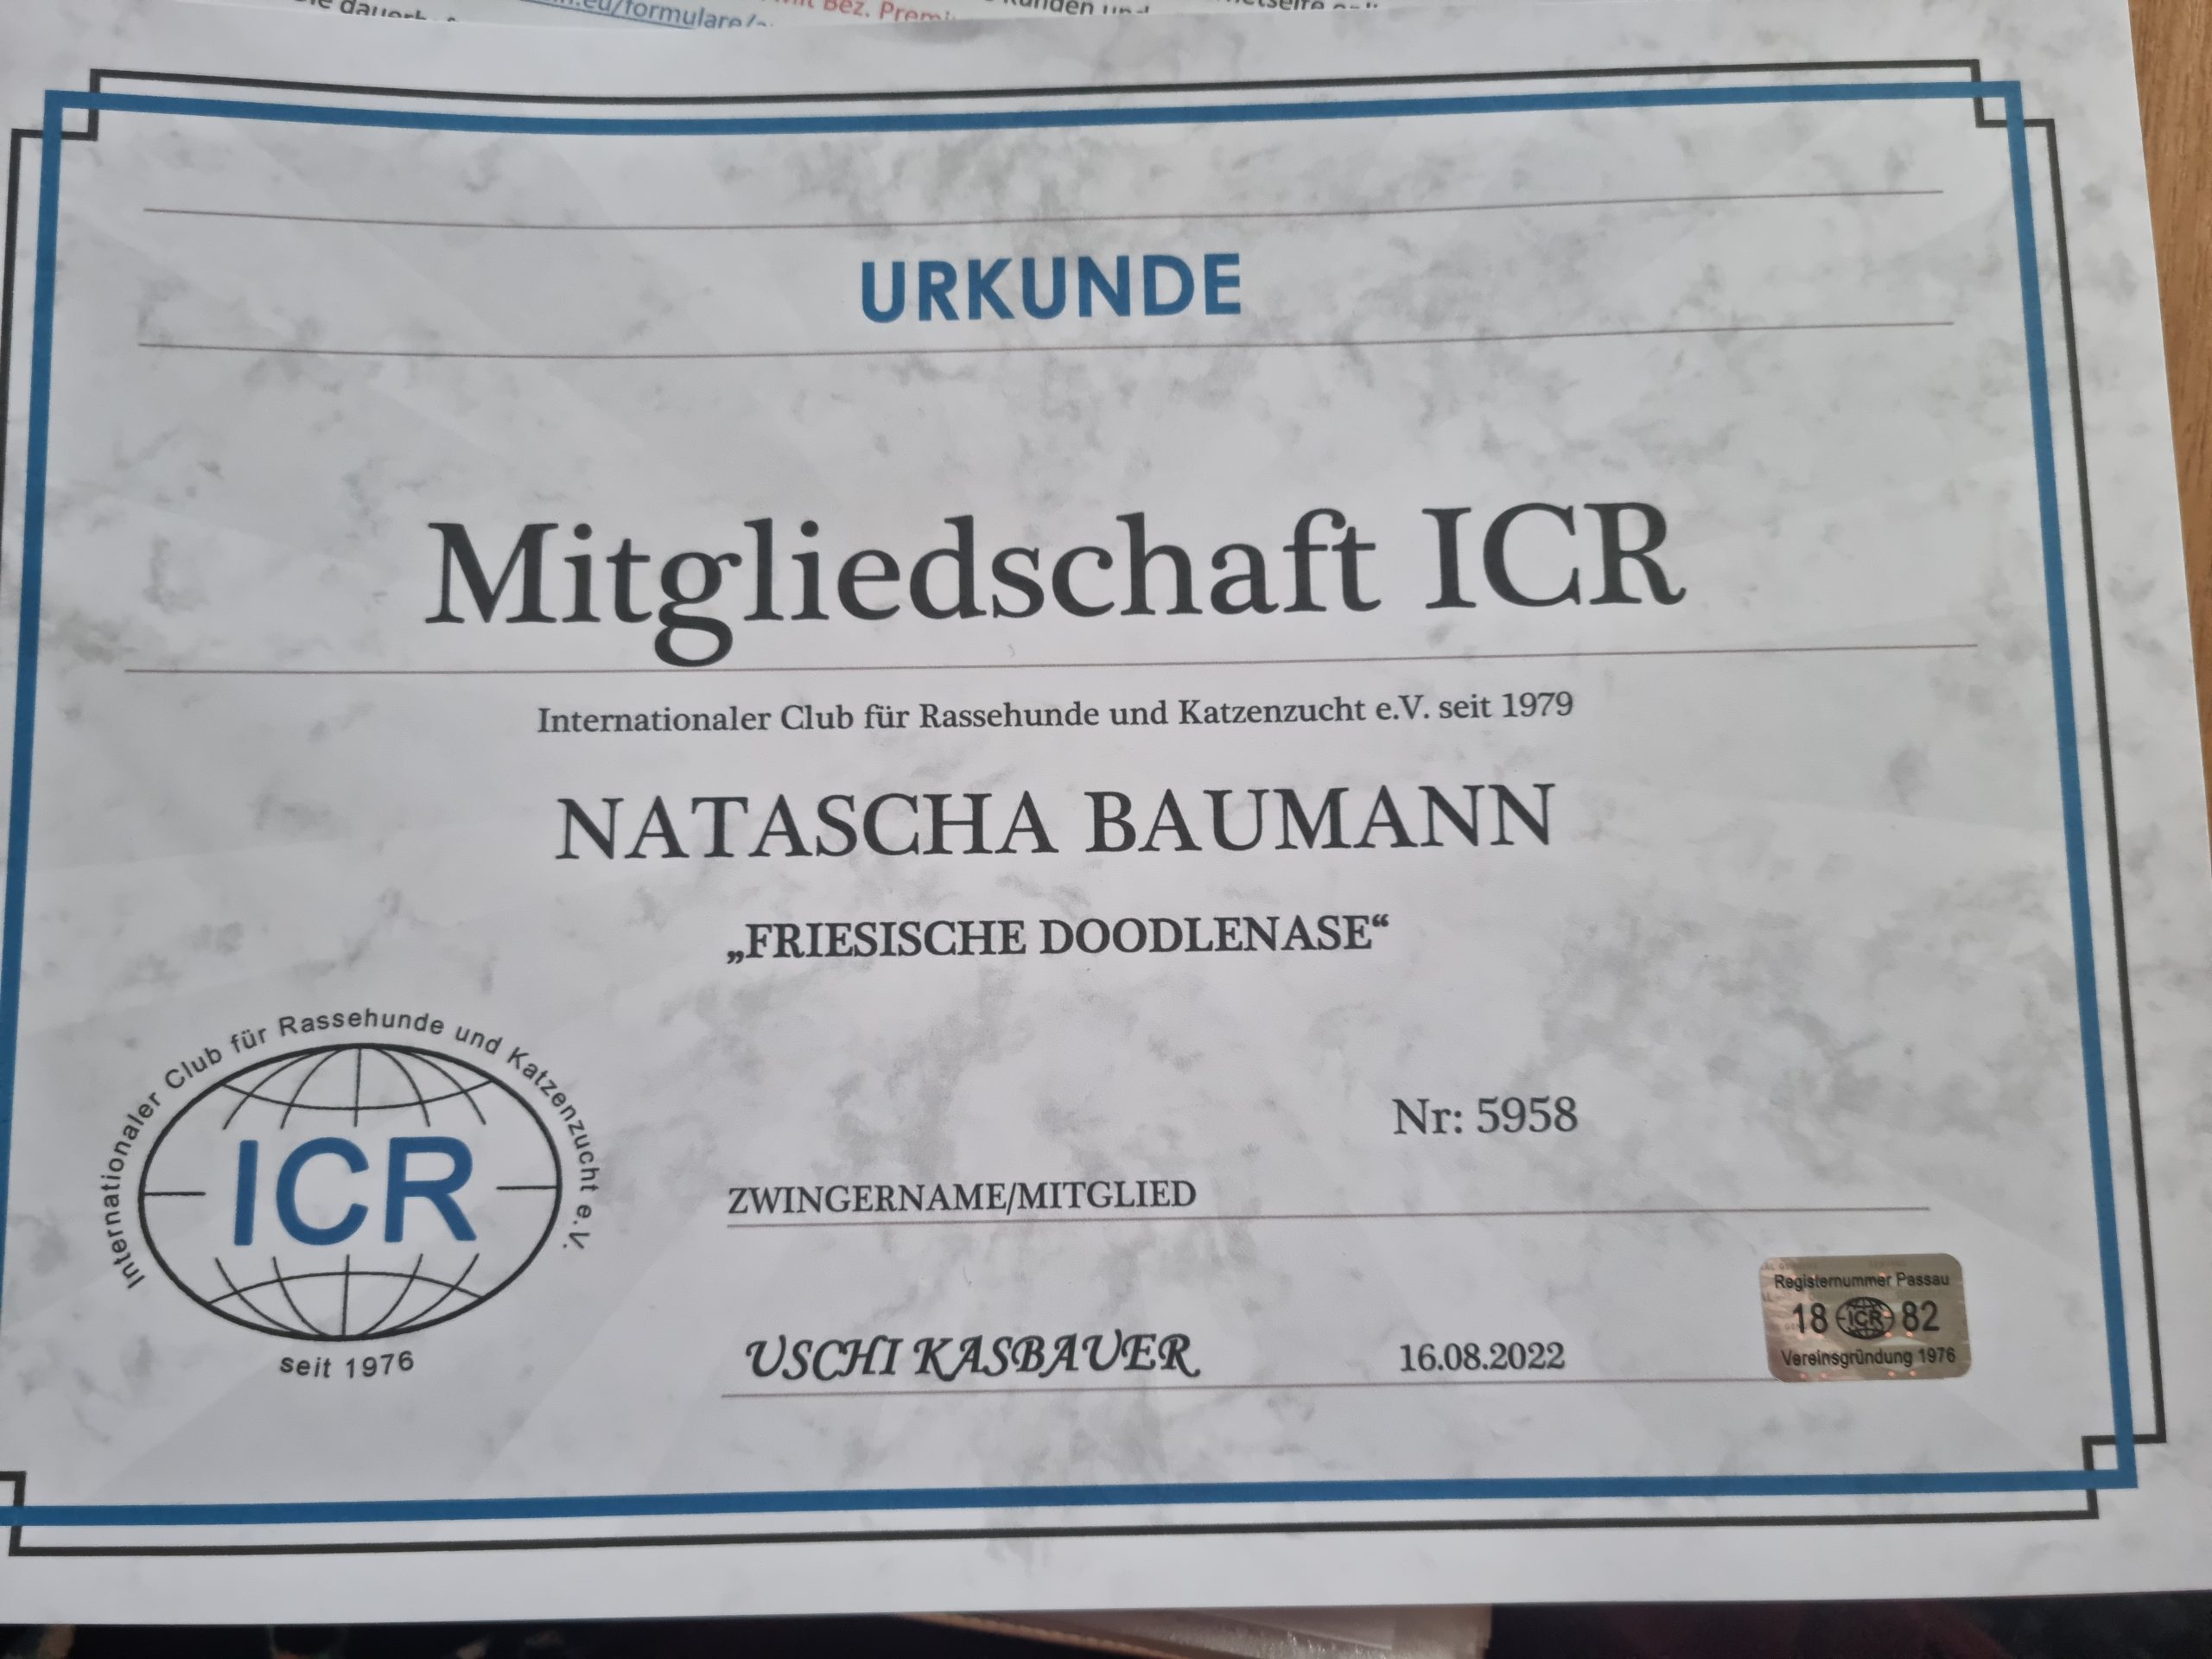 formulare/
Bez.
URKUNDE
Mitgliedschaft ICR
Internationaler Club für Rassehunde und Katzenzucht e.V. seit 1979
NATASCHA BAUMANN
„FRIESISCHE DOODLENASE“
Internationaler Club für Rassehunde und Katzenzucht e.V.
ICR
seit 1976
Nr: 5958
ZWINGERNAME/MITGLIED
USCHI KASBAUER
16.08.2022
Registernummer Passau
18 ICR 82
Vereinsgründung 1976